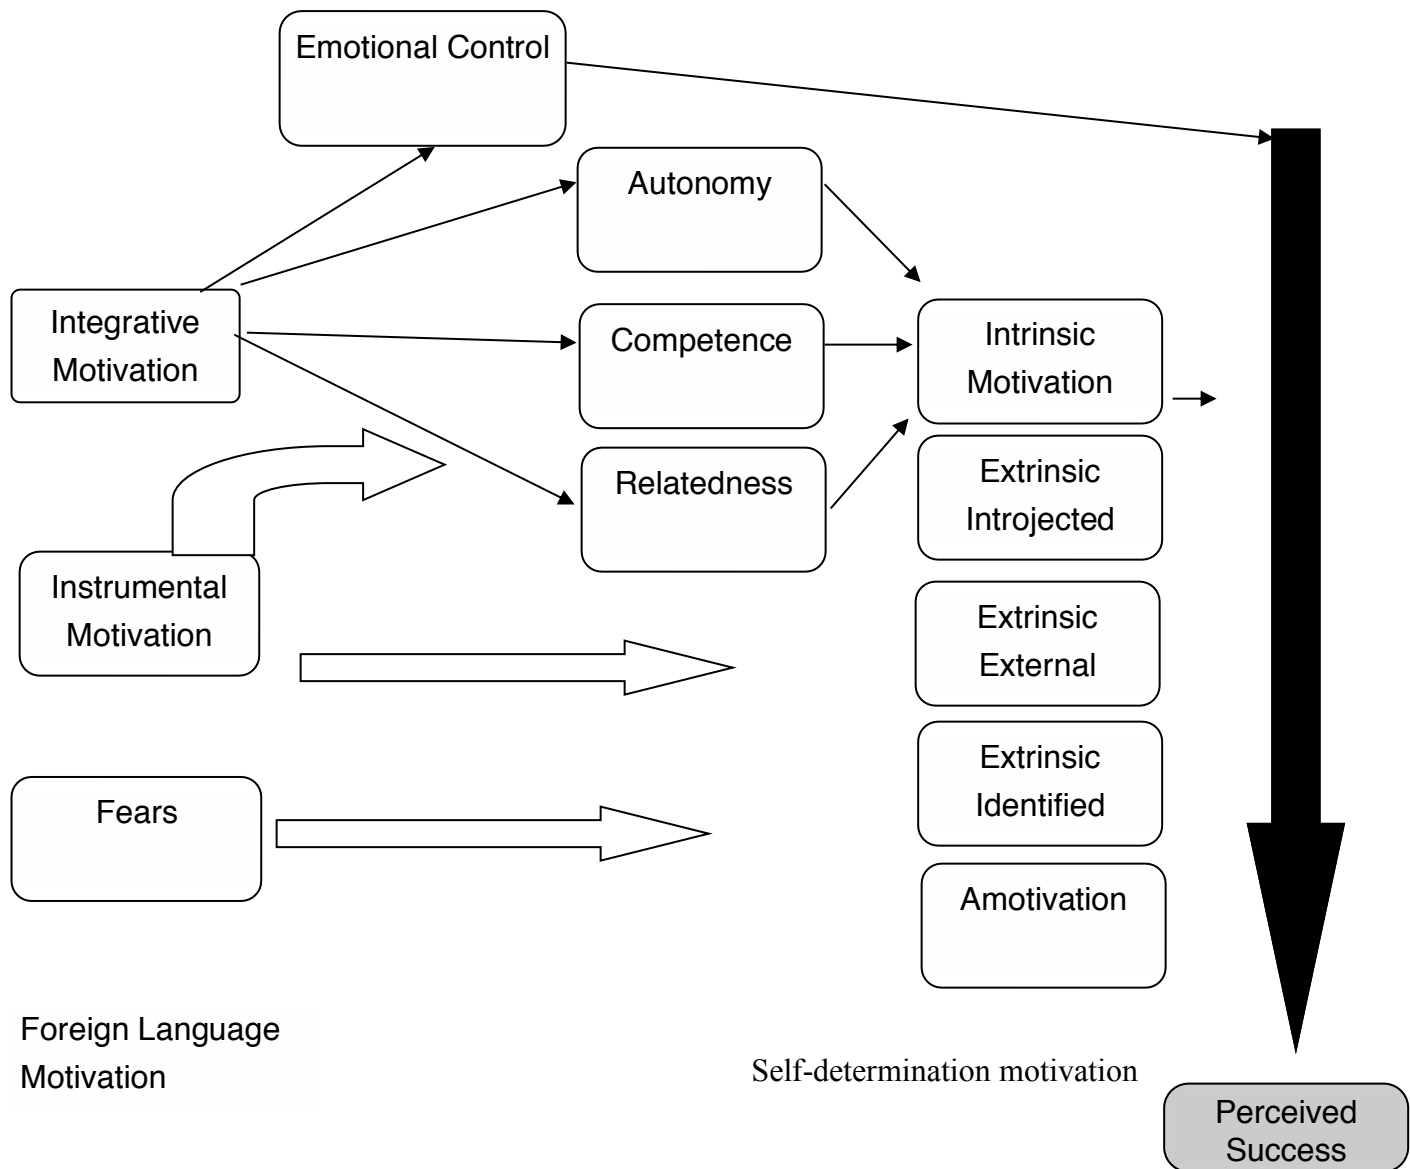 Emotional Control
Autonomy
Integrative
Motivation
Competence
Intrinsic
Motivation
Relatedness
Extrinsic
Introjected
Instrumental
Motivation
Extrinsic
External
Fears
Extrinsic
Identified
Amotivation
Foreign Language
Motivation
Self-determination motivation
Perceived
Success